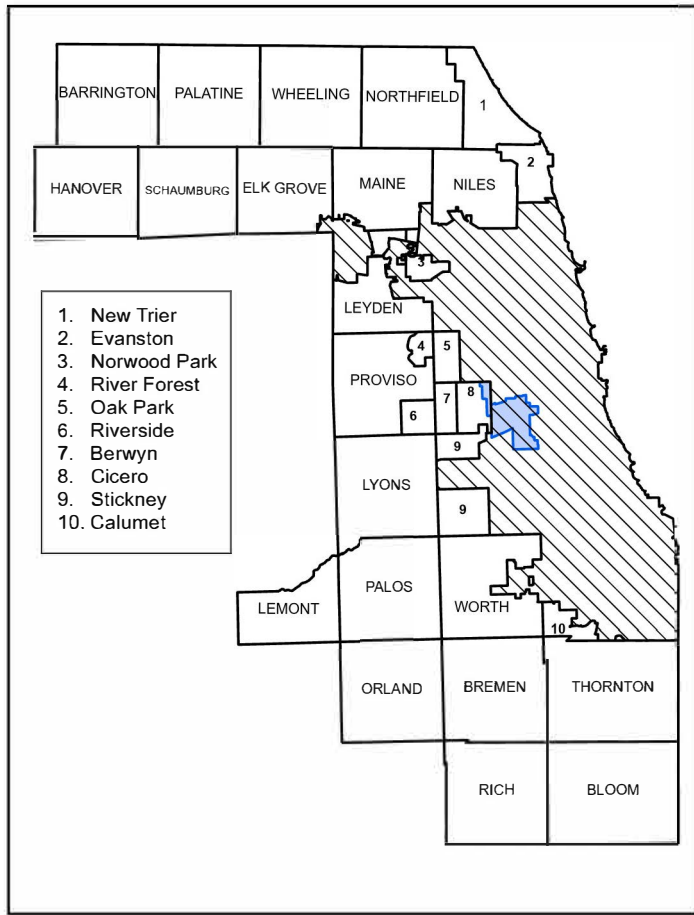 BARRINGTON
PALATINE
WHEELING
NORTHFIELD
1
2
HANOVER
SCHAUMBURG
ELK GROVE
MAINE
NILES
3
LEYDEN
1. New Trier
2. Evanston
3. Norwood Park
4. River Forest
5. Oak Park
6. Riverside
7. Berwyn
8. Cicero
9. Stickney
10. Calumet
4
5
PROVISO
6
7
8
9
LYONS
9
PALOS
LEMONT
WORTH
10
ORLAND
BREMEN
THORNTON
RICH
BLOOM